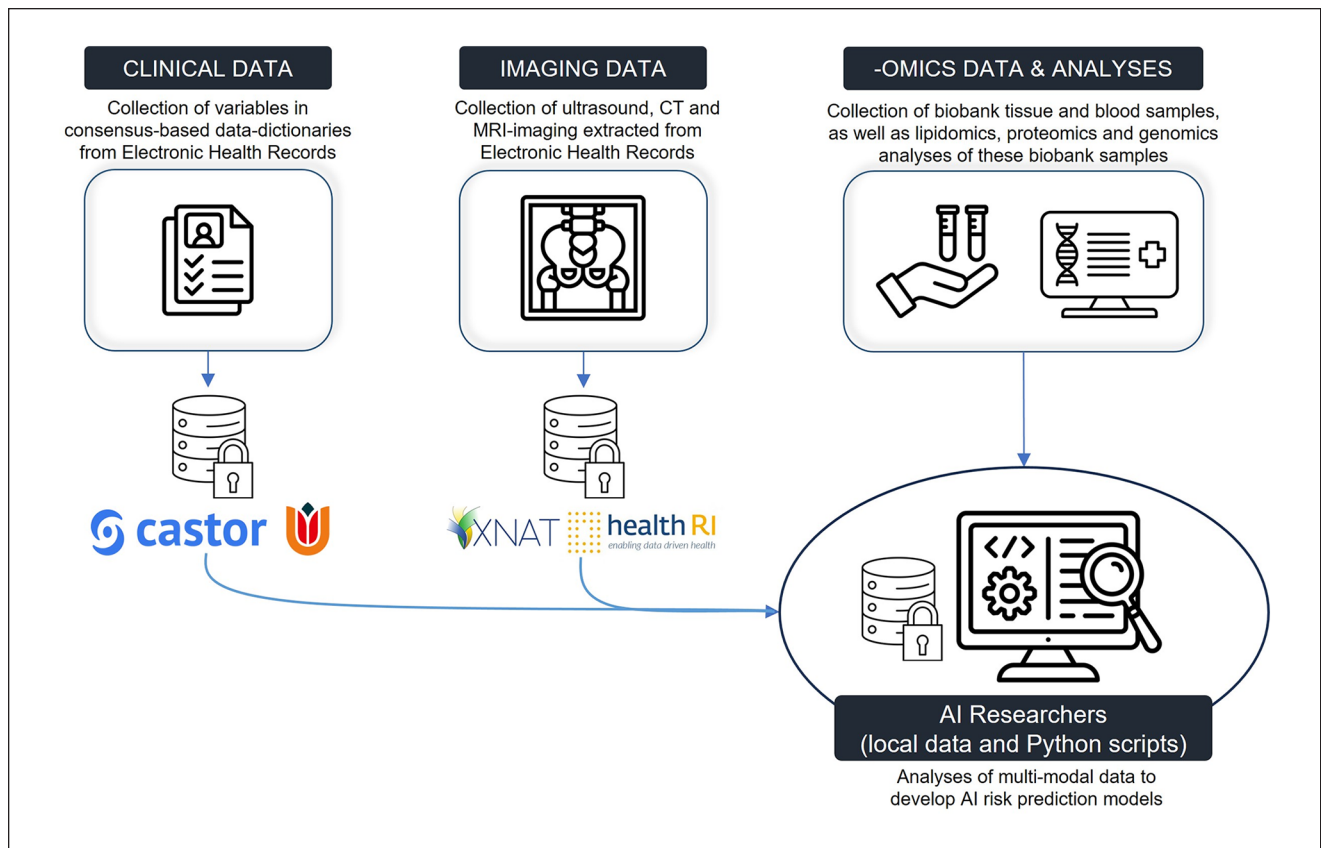 CLINICAL DATA
Collection of variables in
consensus-based data-dictionaries
from Electronic Health Records
IMAGING DATA
Collection of ultrasound, CT and
MRI-imaging extracted from
Electronic Health Records
-OMICS DATA & ANALYSES
Collection of biobank tissue and blood samples,
as well as lipidomics, proteomics and genomics
analyses of these biobank samples
castor
XNAT
health RI
enabling data driven health
</>
AI Researchers
(local data and Python scripts)
Analyses of multi-modal data to
develop AI risk prediction models